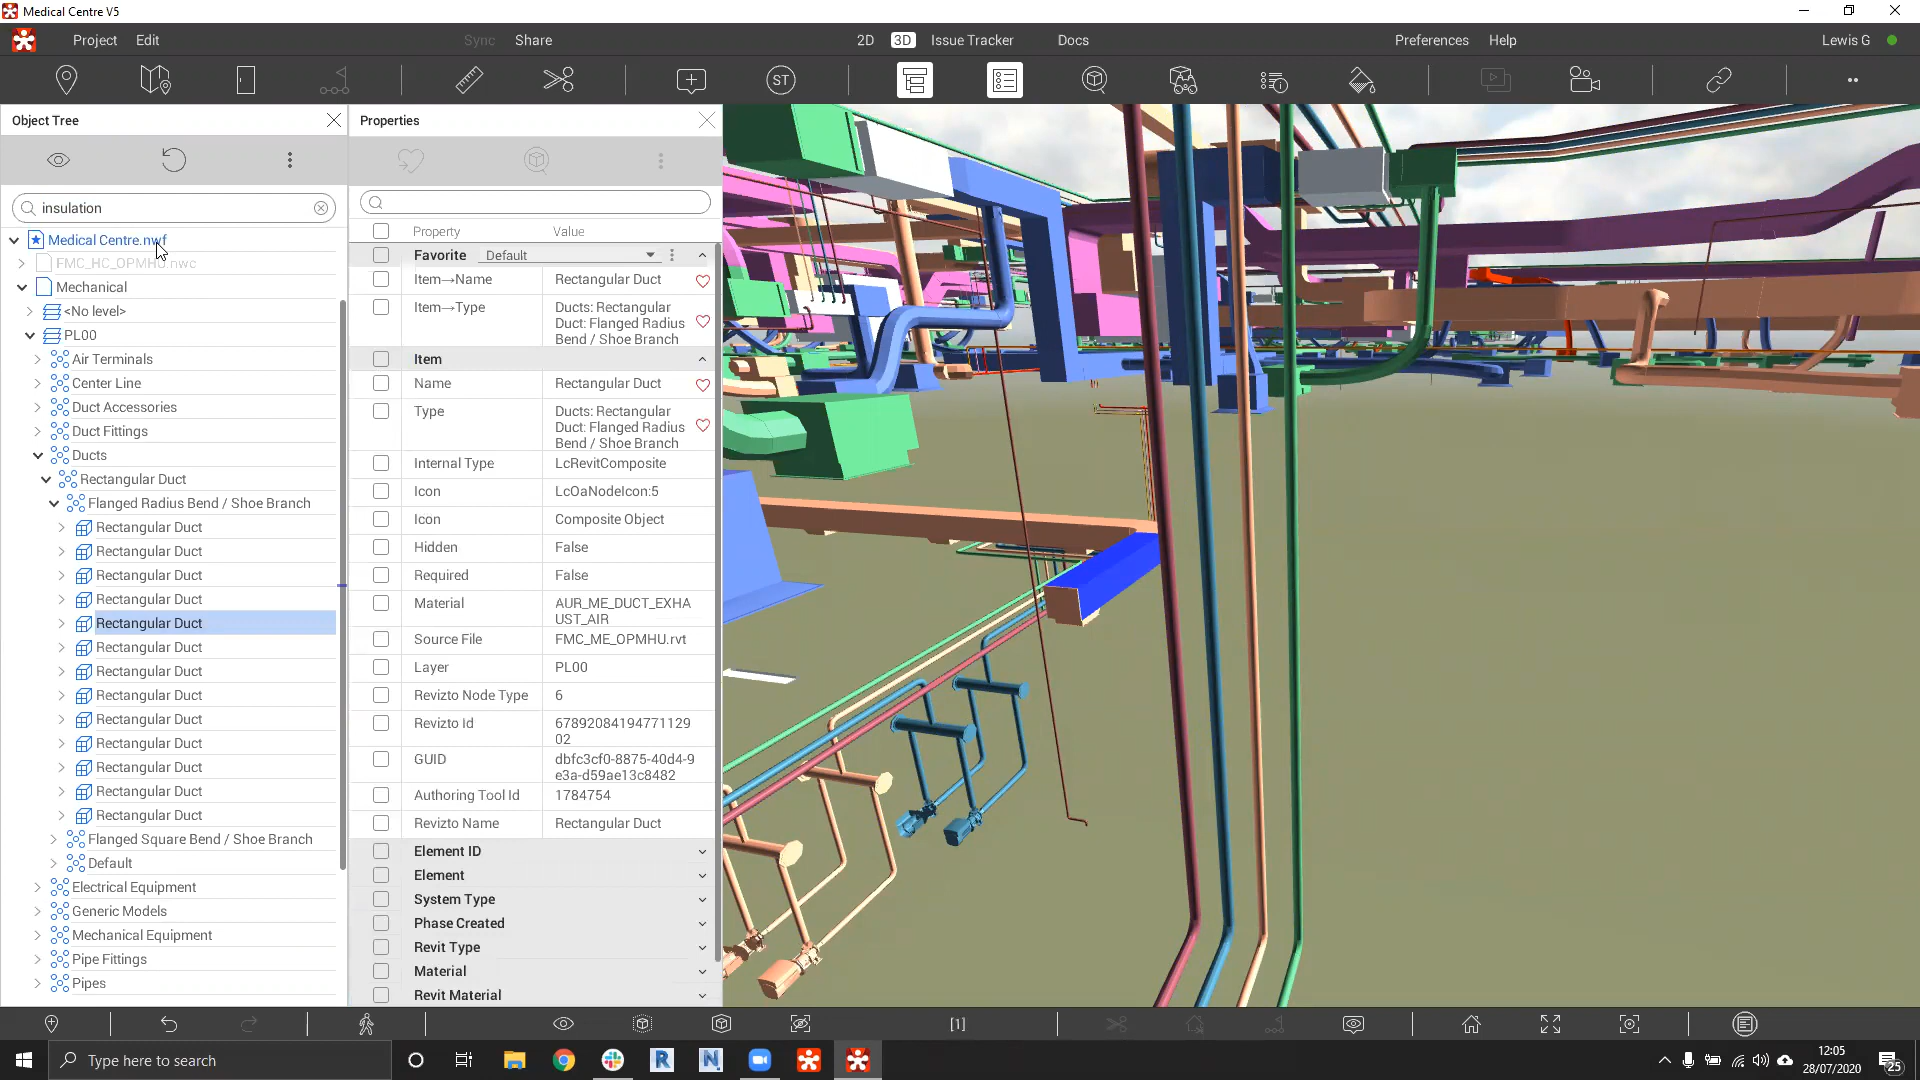 Medical Centre V5
Project Edit Sync Share 2D 3D Issue Tracker Docs Preferences Help Lewis G
ST
Object Tree
insulation
Medical Centre.nwf
FMC_HC_OPMHU.nwc
Mechanical
<No level>
PL00
Air Terminals
Center Line
Duct Accessories
Duct Fittings
Ducts
Rectangular Duct
Flanged Radius Bend / Shoe Branch
Rectangular Duct
Rectangular Duct
Rectangular Duct
Rectangular Duct
Rectangular Duct
Rectangular Duct
Rectangular Duct
Rectangular Duct
Rectangular Duct
Rectangular Duct
Rectangular Duct
Rectangular Duct
Rectangular Duct
Flanged Square Bend / Shoe Branch
Default
Electrical Equipment
Generic Models
Mechanical Equipment
Pipe Fittings
Pipes
Properties
Property Value
Favorite Default
Item→Name Rectangular Duct
Item→Type Ducts: Rectangular
Duct: Flanged Radius
Bend / Shoe Branch
Item
Name Rectangular Duct
Type Ducts: Rectangular
Duct: Flanged Radius
Bend / Shoe Branch
Internal Type LcRevitComposite
Icon LcOaNodeIcon:5
Icon Composite Object
Hidden False
Required False
Material AUR_ME_DUCT_EXHA
UST_AIR
Source File FMC_ME_OPMHU.rvt
Layer PL00
Revizto Node Type 6
Revizto Id 67892084194771129
02
GUID dbfc3cf0-8875-40d4-9
e3a-d59ae13c8482
Authoring Tool Id 1784754
Revizto Name Rectangular Duct
Element ID
Element
System Type
Phase Created
Revit Type
Material
Revit Material
[1]
Type here to search
R N
12:05
28/07/2020
25